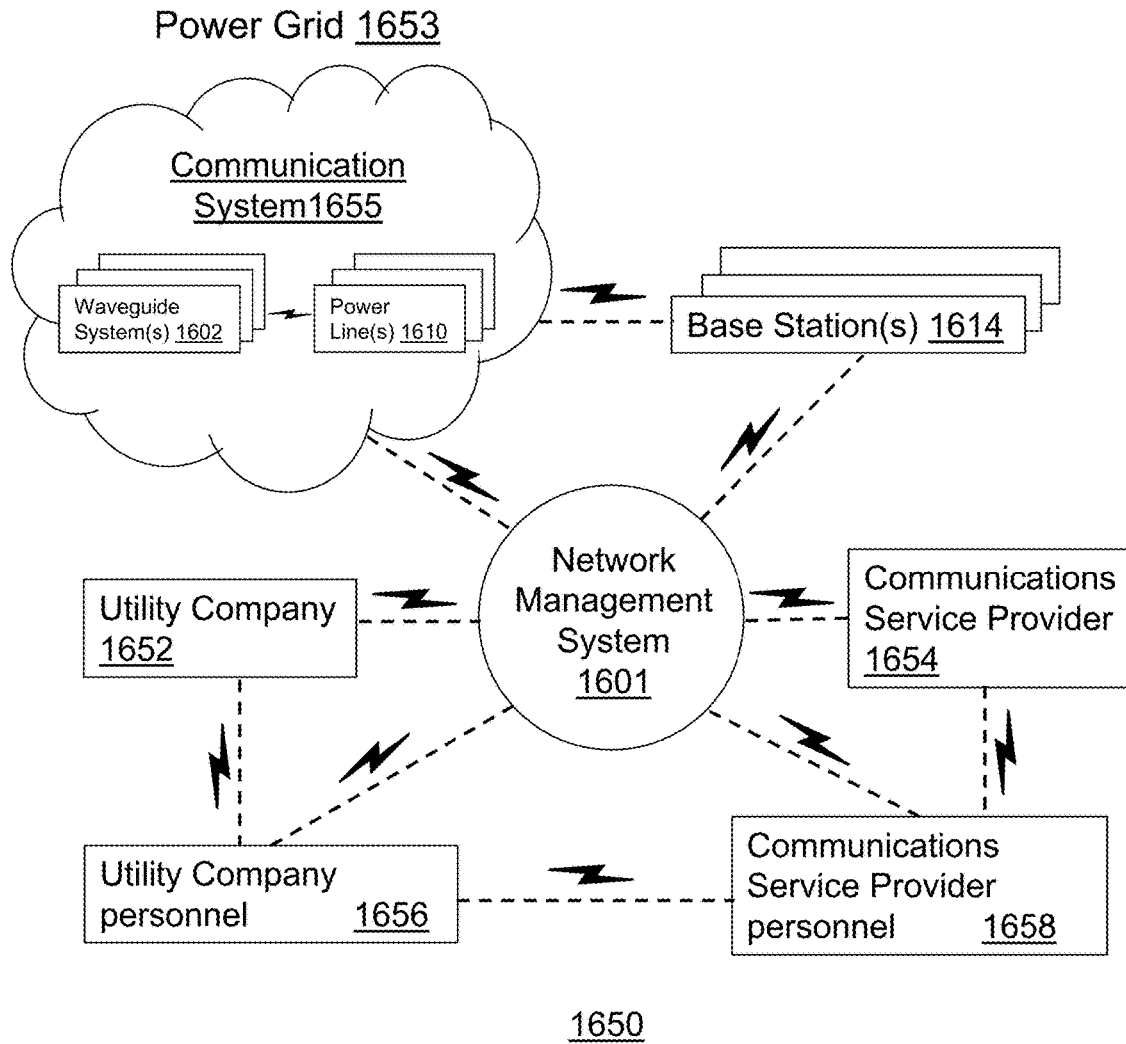 Power Grid 1653
Communication
System1655
Waveguide
System(s) 1602
Power
Line(s) 1610
Base Station(s) 1614
Network
Management
System
1601
Utility Company
1652
Communications
Service Provider
1654
Utility Company
personnel 1656
Communications
Service Provider
personnel 1658
1650